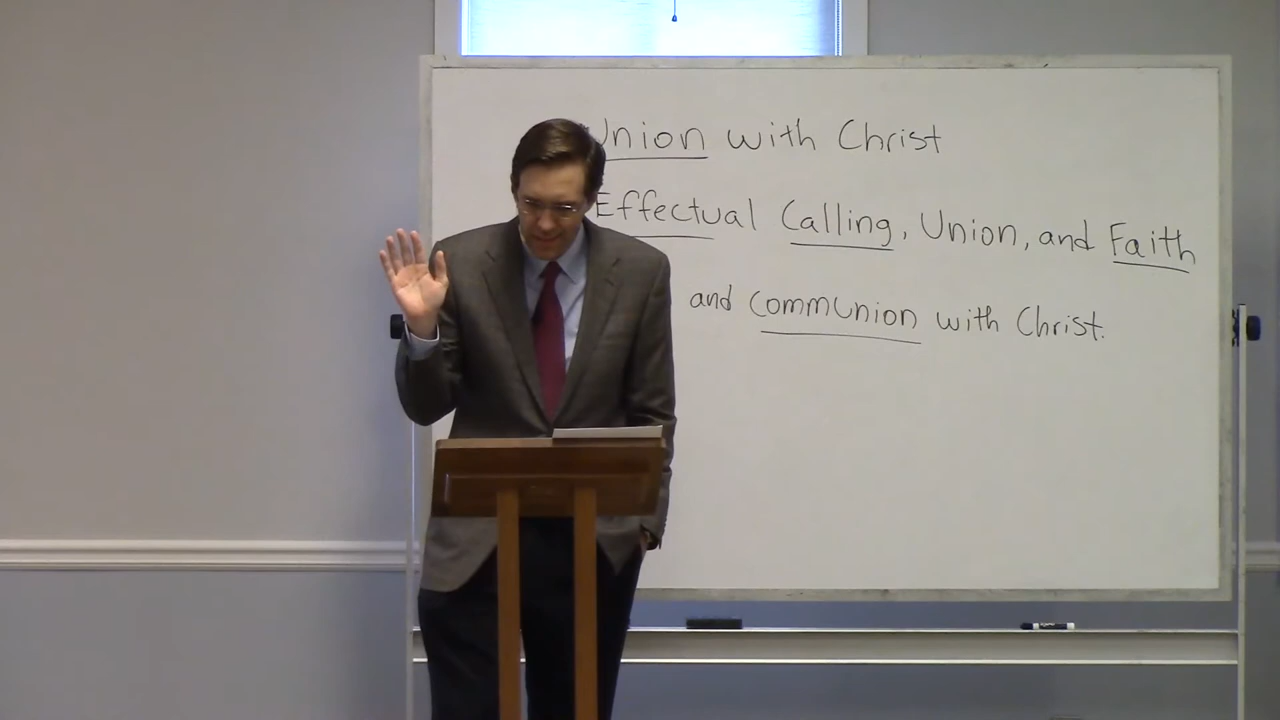 Union with Christ
Effectual Calling, Union, and Faith
and communion with Christ.